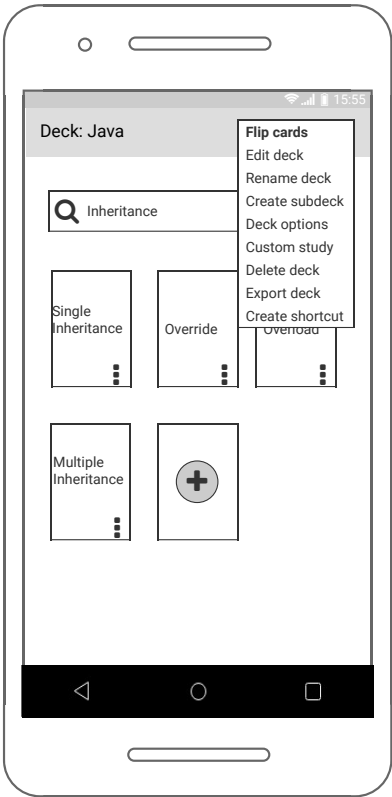 15:55
Deck: Java
Flip cards
Edit deck
Rename deck
Create subdeck
Deck options
Custom study
Delete deck
Export deck
Create shortcut
Inheritance
Single
Inheritance
Override
Overload
Multiple
Inheritance